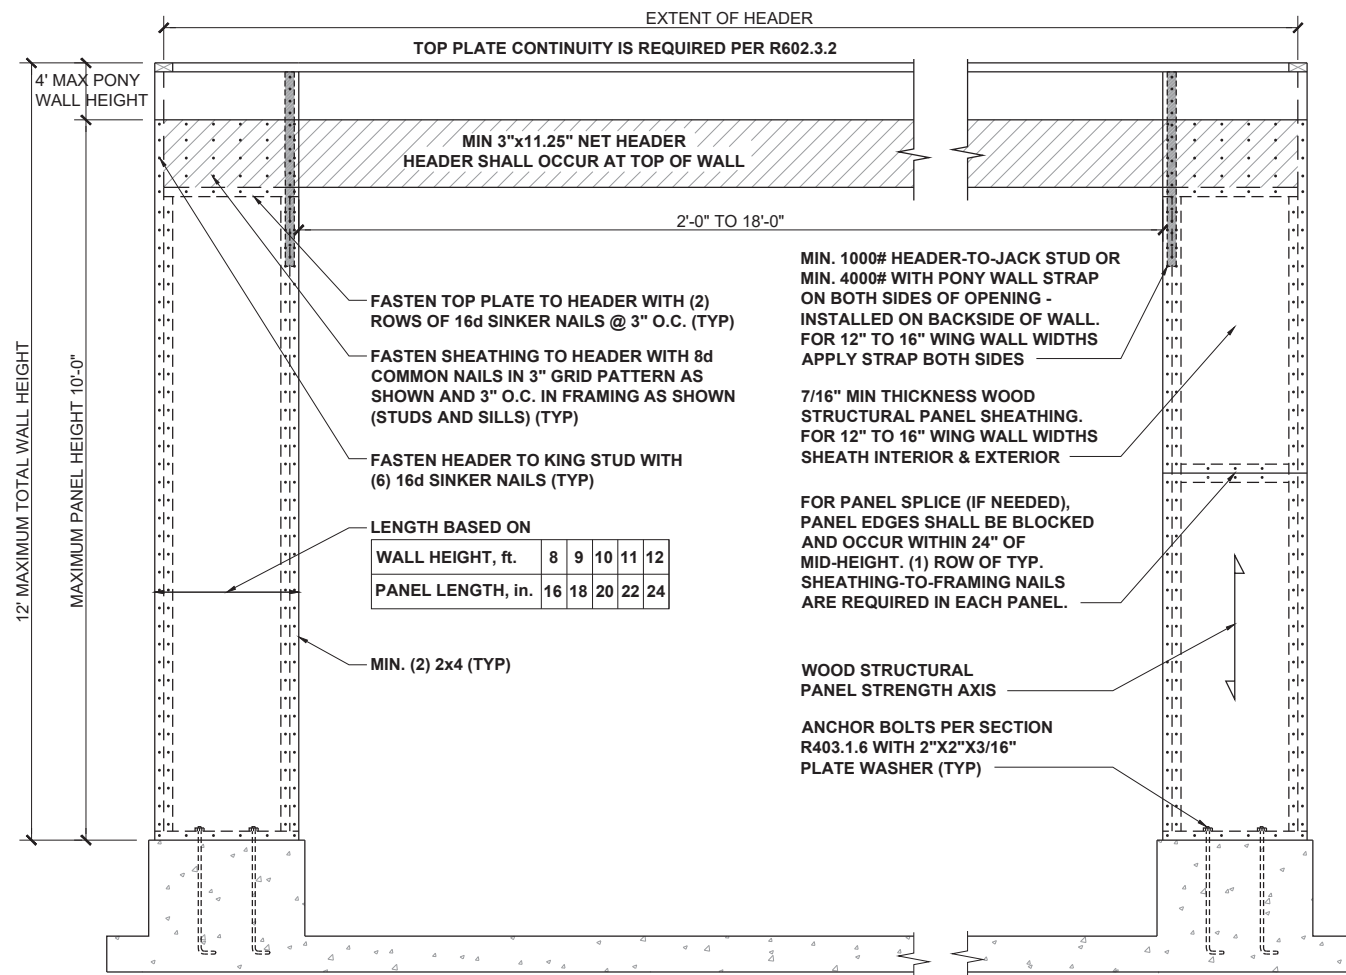 EXTENT OF HEADER
TOP PLATE CONTINUITY IS REQUIRED PER R602.3.2
4' MAX PONY
WALL HEIGHT
MIN 3"x11.25" NET HEADER
HEADER SHALL OCCUR AT TOP OF WALL
2'-0" TO 18'-0"
12' MAXIMUM TOTAL WALL HEIGHT
MAXIMUM PANEL HEIGHT 10'-0"
FASTEN TOP PLATE TO HEADER WITH (2)
ROWS OF 16d SINKER NAILS @ 3" O.C. (TYP)
FASTEN SHEATHING TO HEADER WITH 8d
COMMON NAILS IN 3" GRID PATTERN AS
SHOWN AND 3" O.C. IN FRAMING AS SHOWN
(STUDS AND SILLS) (TYP)
FASTEN HEADER TO KING STUD WITH
(6) 16d SINKER NAILS (TYP)
LENGTH BASED ON
WALL HEIGHT, ft. 8 9 10 11 12
PANEL LENGTH, in. 16 18 20 22 24
MIN. (2) 2x4 (TYP)
MIN. 1000# HEADER-TO-JACK STUD OR
MIN. 4000# WITH PONY WALL STRAP
ON BOTH SIDES OF OPENING -
INSTALLED ON BACKSIDE OF WALL.
FOR 12" TO 16" WING WALL WIDTHS
APPLY STRAP BOTH SIDES
7/16" MIN THICKNESS WOOD
STRUCTURAL PANEL SHEATHING.
FOR 12" TO 16" WING WALL WIDTHS
SHEATH INTERIOR & EXTERIOR
FOR PANEL SPLICE (IF NEEDED),
PANEL EDGES SHALL BE BLOCKED
AND OCCUR WITHIN 24" OF
MID-HEIGHT. (1) ROW OF TYP.
SHEATHING-TO-FRAMING NAILS
ARE REQUIRED IN EACH PANEL.
WOOD STRUCTURAL
PANEL STRENGTH AXIS
ANCHOR BOLTS PER SECTION
R403.1.6 WITH 2"X2"X3/16"
PLATE WASHER (TYP)